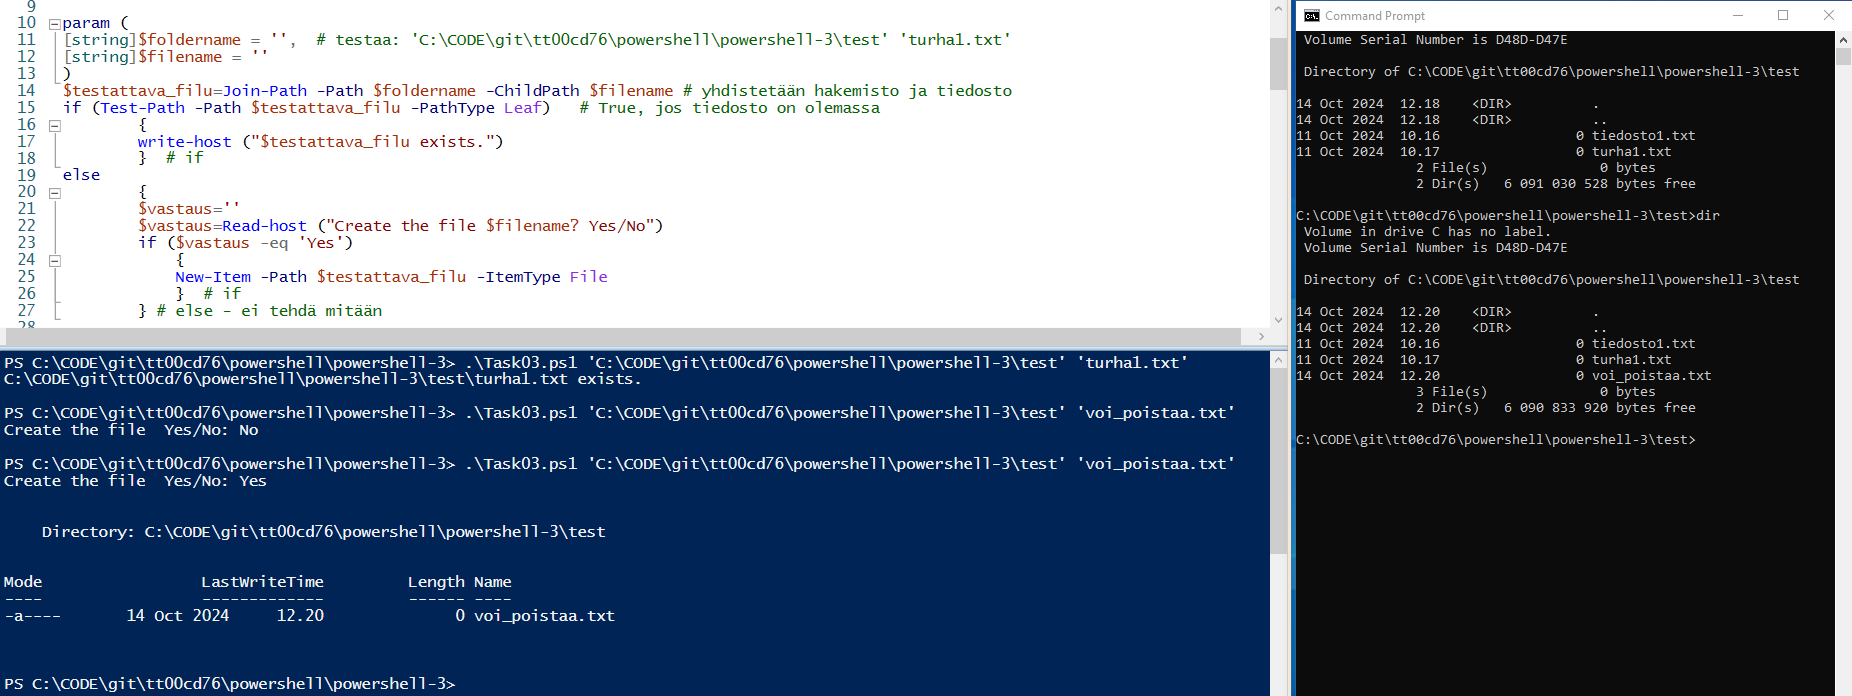 9
10 param (
11 [string]$foldername = '',  # testaa: 'C:\CODE\git\tt00cd76\powershell\powershell-3\test' 'turha1.txt'
12 [string]$filename = ''
13 )
14 $testattava_filu=Join-Path -Path $foldername -ChildPath $filename # yhdistetään hakemisto ja tiedosto
15 if (Test-Path -Path $testattava_filu -PathType Leaf)   # True, jos tiedosto on olemassa
16         {
17         write-host ("$testattava_filu exists.")
18         }  # if
19 else
20         {
21         $vastaus=''
22         $vastaus=Read-host ("Create the file $filename? Yes/No")
23         if ($vastaus -eq 'Yes')
24             {
25             New-Item -Path $testattava_filu -ItemType File
26             }  # if
27         } # else - ei tehdä mitään
28
PS C:\CODE\git\tt00cd76\powershell\powershell-3> .\Task03.ps1 'C:\CODE\git\tt00cd76\powershell\powershell-3\test' 'turha1.txt'
C:\CODE\git\tt00cd76\powershell\powershell-3\test\turha1.txt exists.
PS C:\CODE\git\tt00cd76\powershell\powershell-3> .\Task03.ps1 'C:\CODE\git\tt00cd76\powershell\powershell-3\test' 'voi_poistaa.txt'
Create the file  Yes/No: No
PS C:\CODE\git\tt00cd76\powershell\powershell-3> .\Task03.ps1 'C:\CODE\git\tt00cd76\powershell\powershell-3\test' 'voi_poistaa.txt'
Create the file  Yes/No: Yes
    Directory: C:\CODE\git\tt00cd76\powershell\powershell-3\test
Mode                 LastWriteTime         Length Name
----                 -------------         ------ ----
-a----       14 Oct 2024     12.20              0 voi_poistaa.txt
PS C:\CODE\git\tt00cd76\powershell\powershell-3>
Command Prompt
 Volume Serial Number is D48D-D47E
 Directory of C:\CODE\git\tt00cd76\powershell\powershell-3\test
14 Oct 2024  12.18    <DIR>          .
14 Oct 2024  12.18    <DIR>          ..
11 Oct 2024  10.16                 0 tiedosto1.txt
11 Oct 2024  10.17                 0 turha1.txt
               2 File(s)              0 bytes
               2 Dir(s)   6 091 030 528 bytes free
C:\CODE\git\tt00cd76\powershell\powershell-3\test>dir
 Volume in drive C has no label.
 Volume Serial Number is D48D-D47E
 Directory of C:\CODE\git\tt00cd76\powershell\powershell-3\test
14 Oct 2024  12.20    <DIR>          .
14 Oct 2024  12.20    <DIR>          ..
11 Oct 2024  10.16                 0 tiedosto1.txt
11 Oct 2024  10.17                 0 turha1.txt
14 Oct 2024  12.20                 0 voi_poistaa.txt
               3 File(s)              0 bytes
               2 Dir(s)   6 090 833 920 bytes free
C:\CODE\git\tt00cd76\powershell\powershell-3\test>